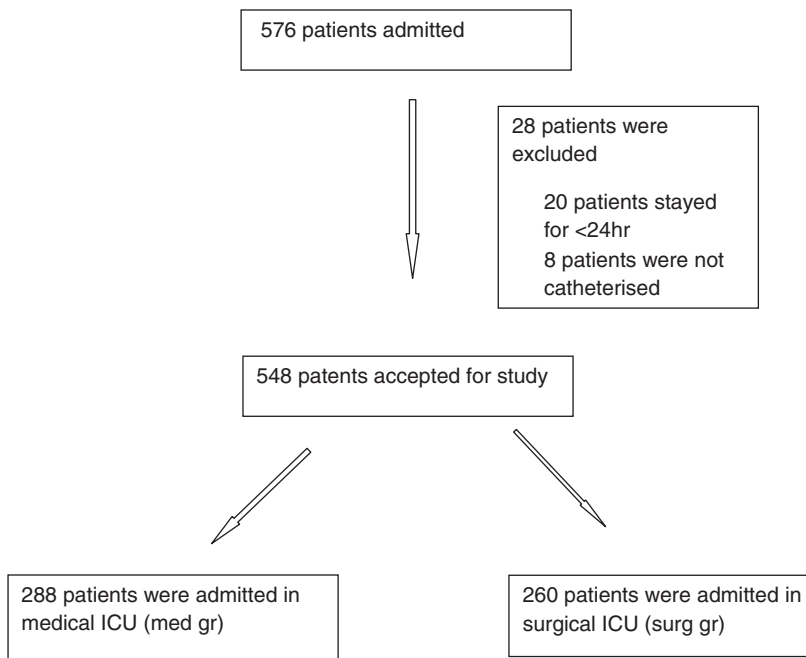 576 patients admitted
28 patients were
excluded
20 patients stayed
for <24hr
8 patients were not
catheterised
548 patents accepted for study
288 patients were admitted in
medical ICU (med gr)
260 patients were admitted in
surgical ICU (surg gr)